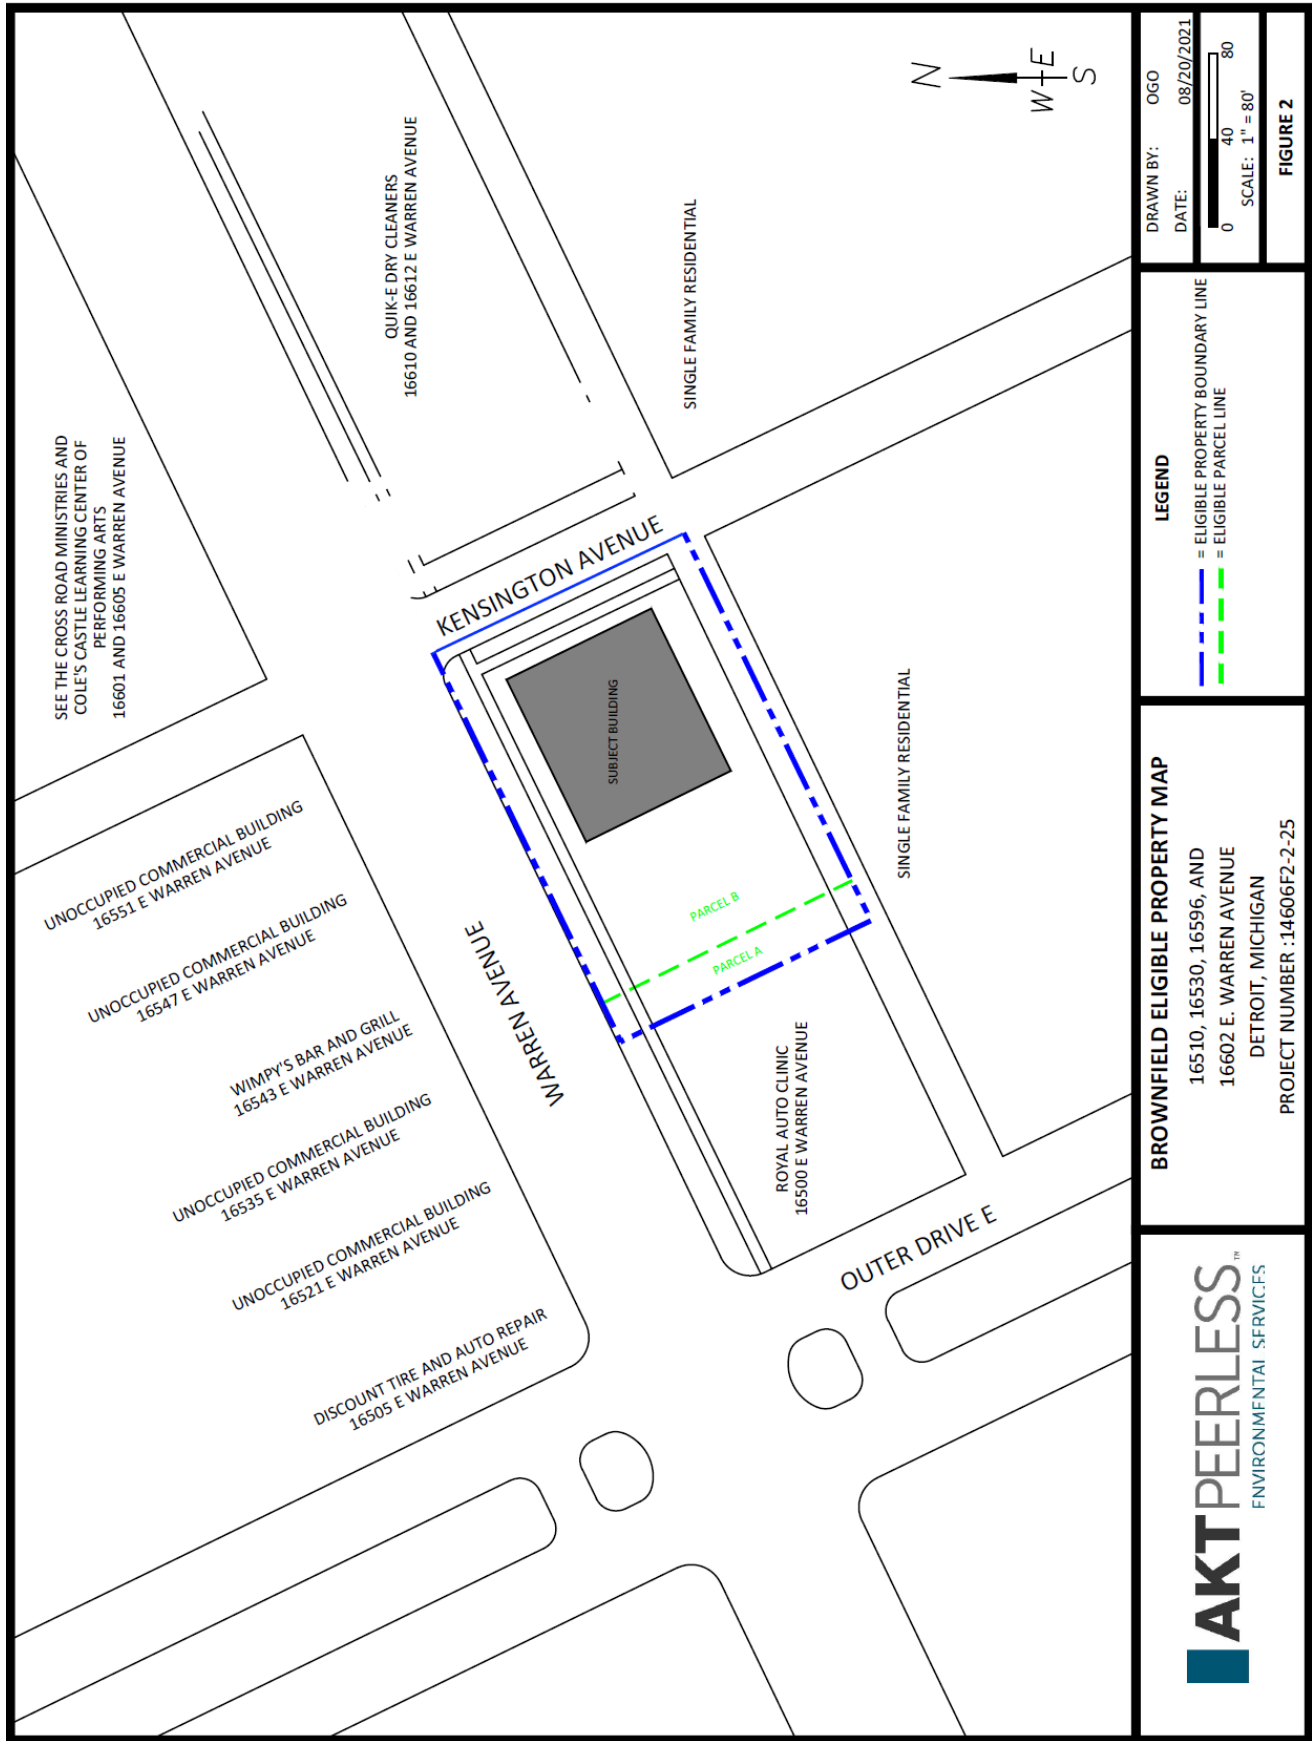 SEE THE CROSS ROAD MINISTRIES AND
COLE'S CASTLE LEARNING CENTER OF
PERFORMING ARTS
16601 AND 16605 E WARREN AVENUE
QUIK-E DRY CLEANERS
16610 AND 16612 E WARREN AVENUE
UNOCCUPIED COMMERCIAL BUILDING
16551 E WARREN AVENUE
UNOCCUPIED COMMERCIAL BUILDING
16547 E WARREN AVENUE
WIMPY'S BAR AND GRILL
16543 E WARREN AVENUE
UNOCCUPIED COMMERCIAL BUILDING
16535 E WARREN AVENUE
UNOCCUPIED COMMERCIAL BUILDING
16521 E WARREN AVENUE
DISCOUNT TIRE AND AUTO REPAIR
16505 E WARREN AVENUE
WARREN AVENUE
KENSINGTON AVENUE
SUBJECT BUILDING
PARCEL B
PARCEL A
ROYAL AUTO CLINIC
16500 E WARREN AVENUE
OUTER DRIVE E
SINGLE FAMILY RESIDENTIAL
SINGLE FAMILY RESIDENTIAL
N
W E
S
AKTPEERLESS™
ENVIRONMENTAL SERVICES
BROWNFIELD ELIGIBLE PROPERTY MAP
16510, 16530, 16596, AND
16602 E. WARREN AVENUE
DETROIT, MICHIGAN
PROJECT NUMBER :14606F2-2-25
LEGEND
= ELIGIBLE PROPERTY BOUNDARY LINE
= ELIGIBLE PARCEL LINE
DRAWN BY: OGO
DATE: 08/20/2021
0 40 80
SCALE: 1" = 80'
FIGURE 2